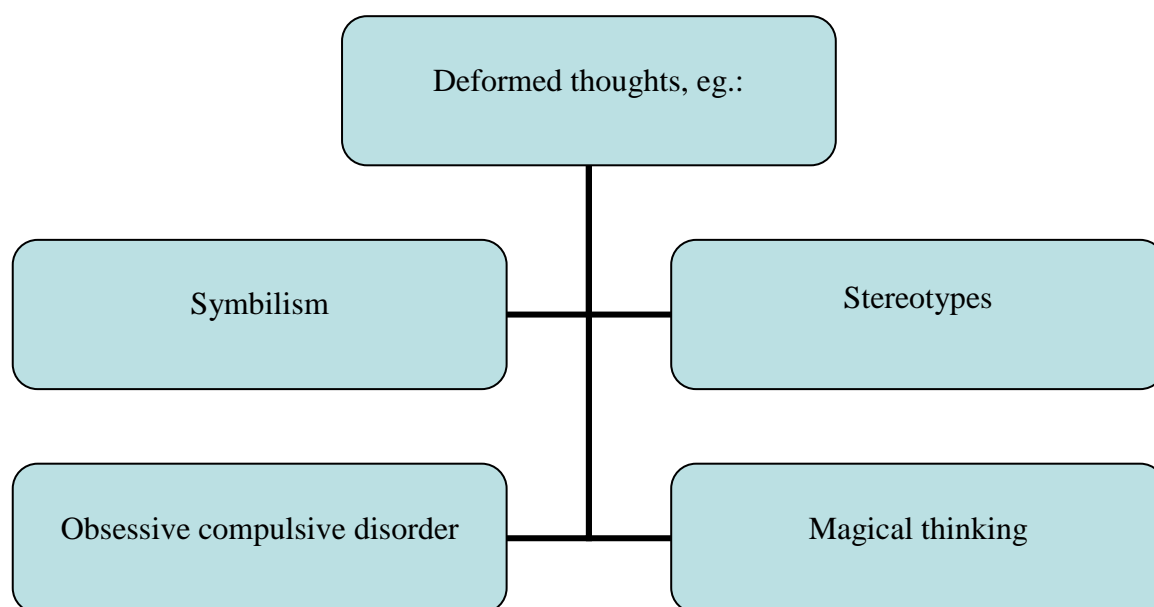 Deformed thoughts, eg.:
Symbilism
Stereotypes
Obsessive compulsive disorder
Magical thinking